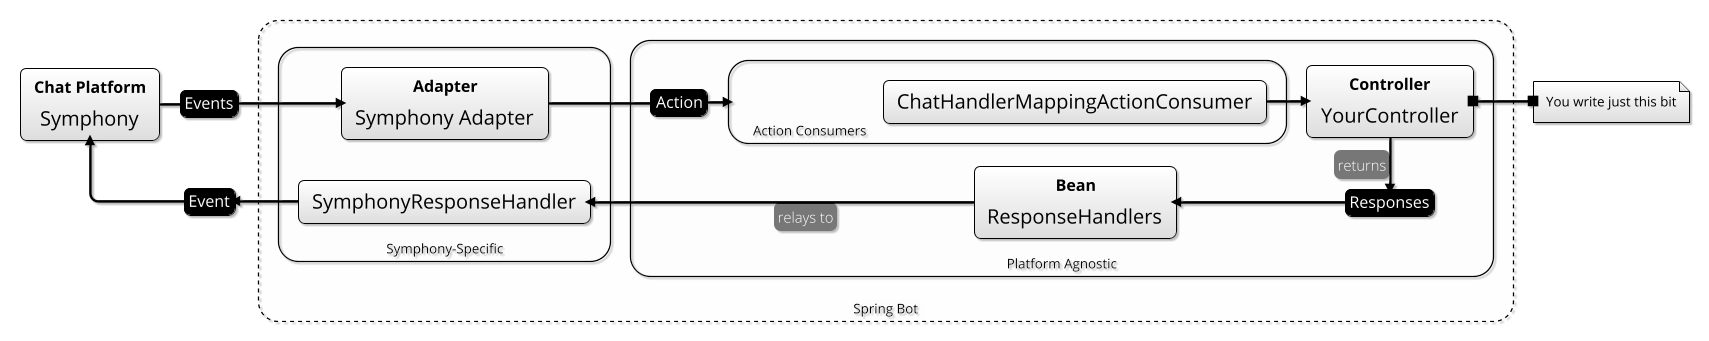 Chat Platform
Symphony
Events
Adapter
Symphony Adapter
Action
ChatHandlerMappingActionConsumer
Action Consumers
Controller
YourController
You write just this bit
returns
Responses
Bean
ResponseHandlers
relays to
SymphonyResponseHandler
Event
Symphony-Specific
Platform Agnostic
Spring Bot